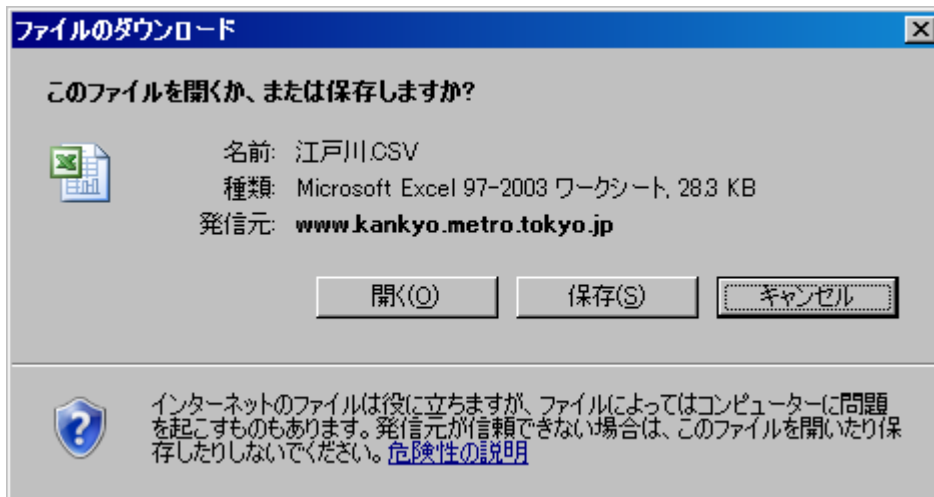 ファイルのダウンロード
このファイルを開くか、または保存しますか?
名前: 江戸川.CSV
種類: Microsoft Excel 97-2003 ワークシート, 28.3 KB
発信元: www.kankyo.metro.tokyo.jp
開く(O) 保存(S) キャンセル
インターネットのファイルは役に立ちますが、ファイルによってはコンピューターに問題
を起こすものもあります。発信元が信頼できない場合は、このファイルを開いたり保
存したりしないでください。危険性の説明